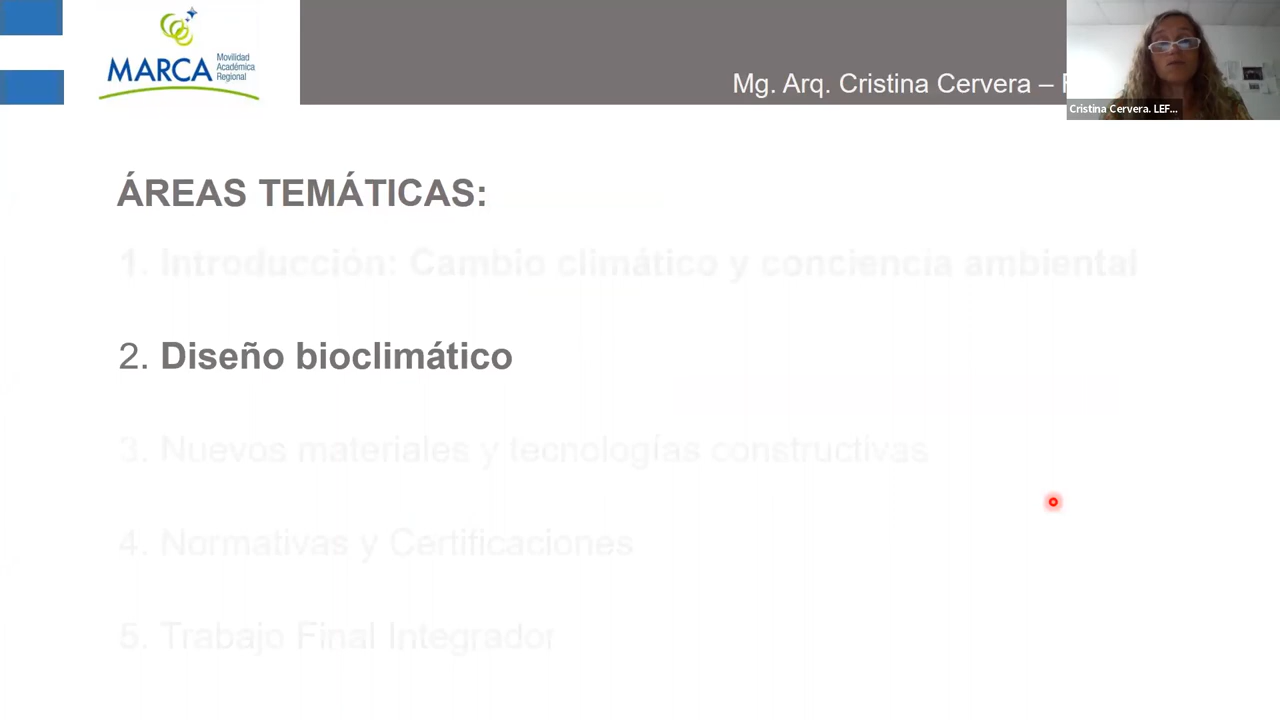 MARCA
Movilidad
Académica
Regional
Mg. Arq. Cristina Cervera –
Cristina Cervera. LEF...
ÁREAS TEMÁTICAS:
1. Introducción: Cambio climático y conciencia ambiental
2. Diseño bioclimático
3. Nuevos materiales y tecnologías constructivas
4. Normativas y Certificaciones
5. Trabajo Final Integrador